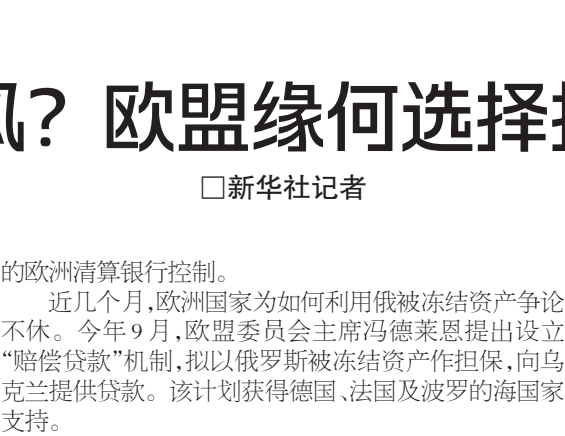 ？欧盟缘何选择
□新华社记者
的欧洲清算银行控制。
近几个月,欧洲国家为如何利用俄被冻结资产争论
不休。今年9月,欧盟委员会主席冯德莱恩提出设立
“赔偿贷款”机制,拟以俄罗斯被冻结资产作担保,向乌
克兰提供贷款。该计划获得德国、法国及波罗的海国家
支持。